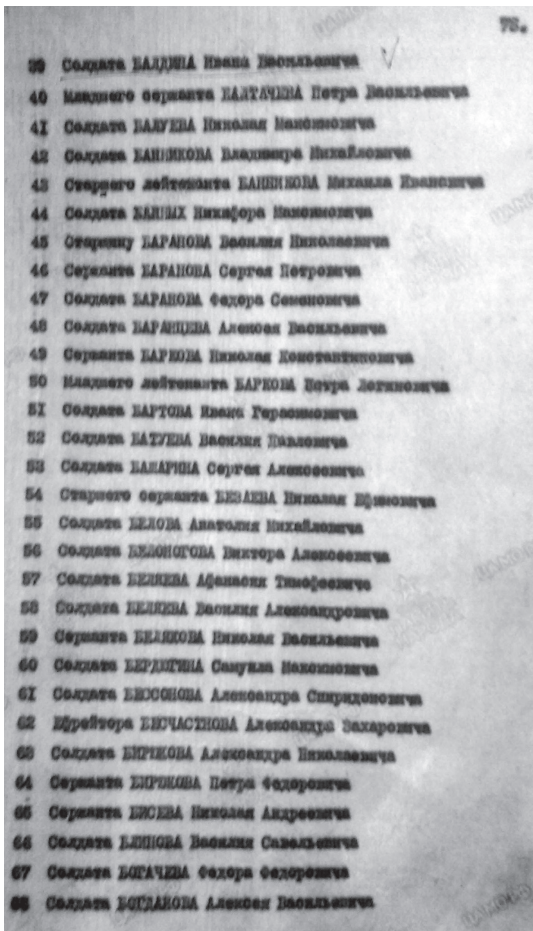 75.
39 Солдата БАЛДИНА Ивана Васильевича
40 Младшего сержанта БАЛТАЧЕВА Петра Васильевича
41 Солдата БАЛУЕВА Николая Максимовича
42 Солдата БАННИКОВА Владимира Михайловича
43 Старшего лейтенанта БАННИКОВА Михаила Ивановича
44 Солдата БАННЫХ Никифора Максимовича
45 Старшину БАРАНОВА Василия Николаевича
46 Сержанта БАРАНОВА Сергея Петровича
47 Солдата БАРАНОВА Федора Семеновича
48 Солдата БАРАНЦЕВА Алексея Васильевича
49 Сержанта БАРКОВА Николая Константиновича
50 Младшего лейтенанта БАРКОВА Петра Логиновича
51 Солдата БАРТОВА Ивана Герасимовича
52 Солдата БАТУЕВА Василия Павловича
53 Солдата Сергея Алексеевича
54 Старшего сержанта Николая Ефимовича
55 Солдата БЕЛОВА Анатолия Михайловича
56 Солдата БЕЛОНОГОВА Виктора Алексеевича
57 Солдата БЕЛЯЕВА Афанасия Тимофеевича
58 Солдата БЕЛЯЕВА Василия Александровича
59 Сержанта БЕЛЯКОВА Николая Васильевича
60 Солдата Самуила Максимовича
61 Солдата БЕССОНОВА Александра Спиридоновича
62 Ефрейтора БЕСЧАСТНОВА Александра Захаровича
63 Солдата БИРЮКОВА Александра Николаевича
64 Сержанта БИРЮКОВА Петра Федоровича
65 Сержанта БИСЕВА Николая Андреевича
66 Солдата БЛИНОВА Василия Савельевича
67 Солдата БОГАЧЕВА Федора Федоровича
68 Солдата БОГДАНОВА Алексея Васильевича